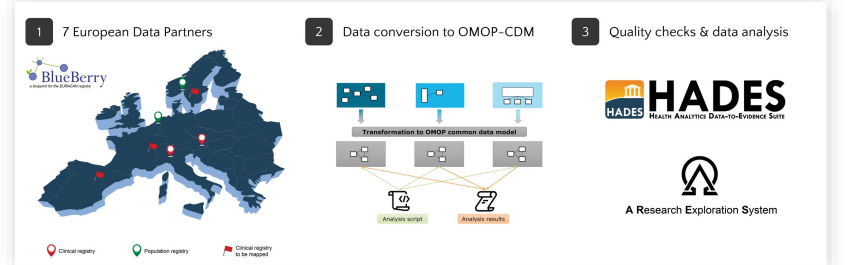 1 7 European Data Partners
BlueBerry
a blueprint for the EURACAN registry
Clinical registry
Population registry
Clinical registry
to be mapped
2 Data conversion to OMOP-CDM
Transformation to OMOP common data model
Analysis script
Analysis results
3 Quality checks & data analysis
HADES
HADES
HEALTH ANALYTICS DATA-TO-EVIDENCE SUITE
A Research Exploration System